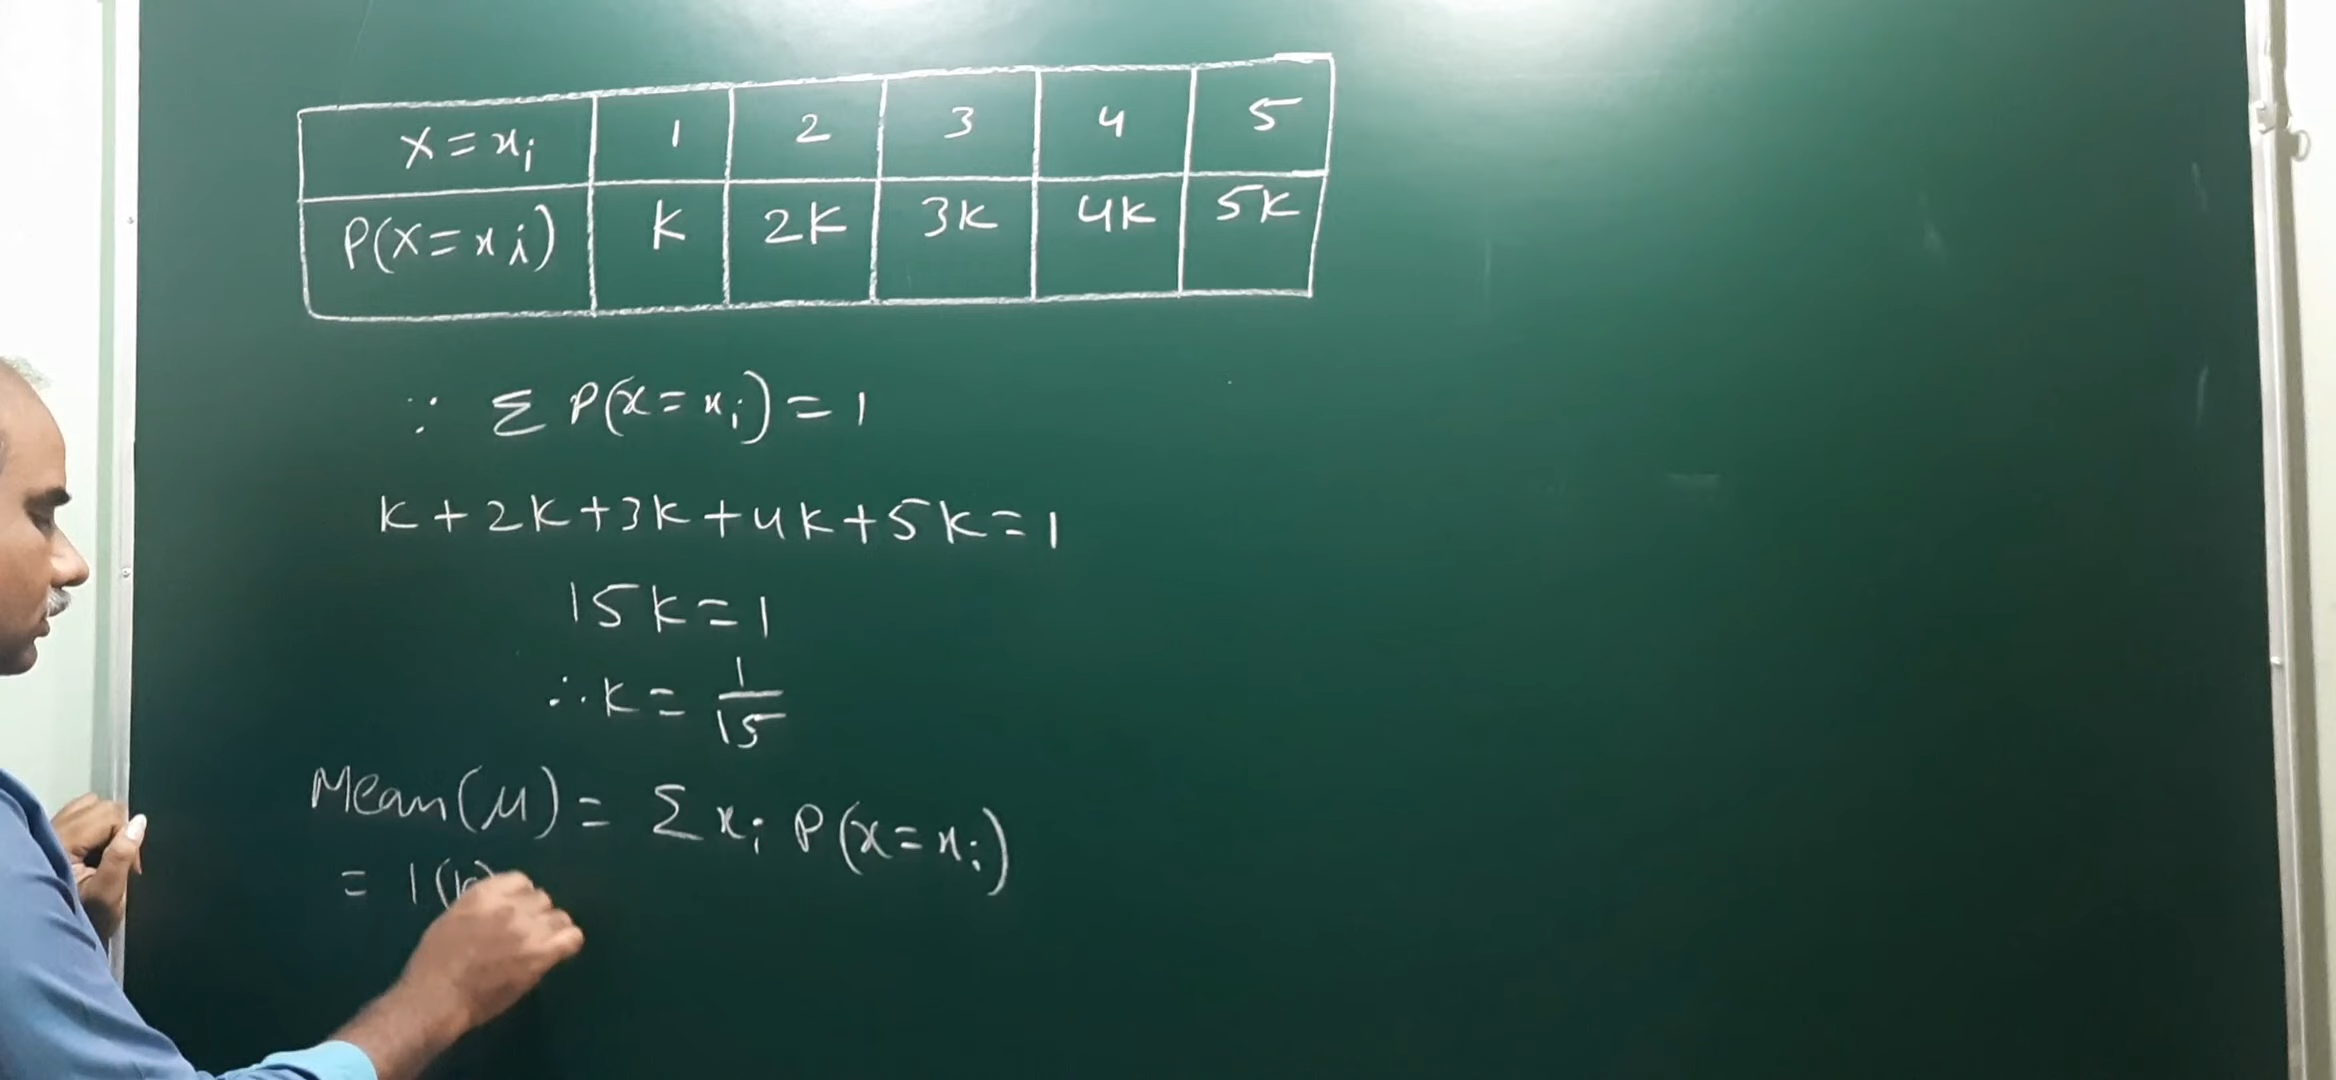 X = xi 1 2 3 4 5
P(X = xi) K 2K 3K 4K 5K
∵ Σ P(x = xi) = 1
K + 2K + 3K + 4K + 5K = 1
15K = 1
∴ K = 1/15
Mean (μ) = Σ xi P(x = xi)
= 1(K)